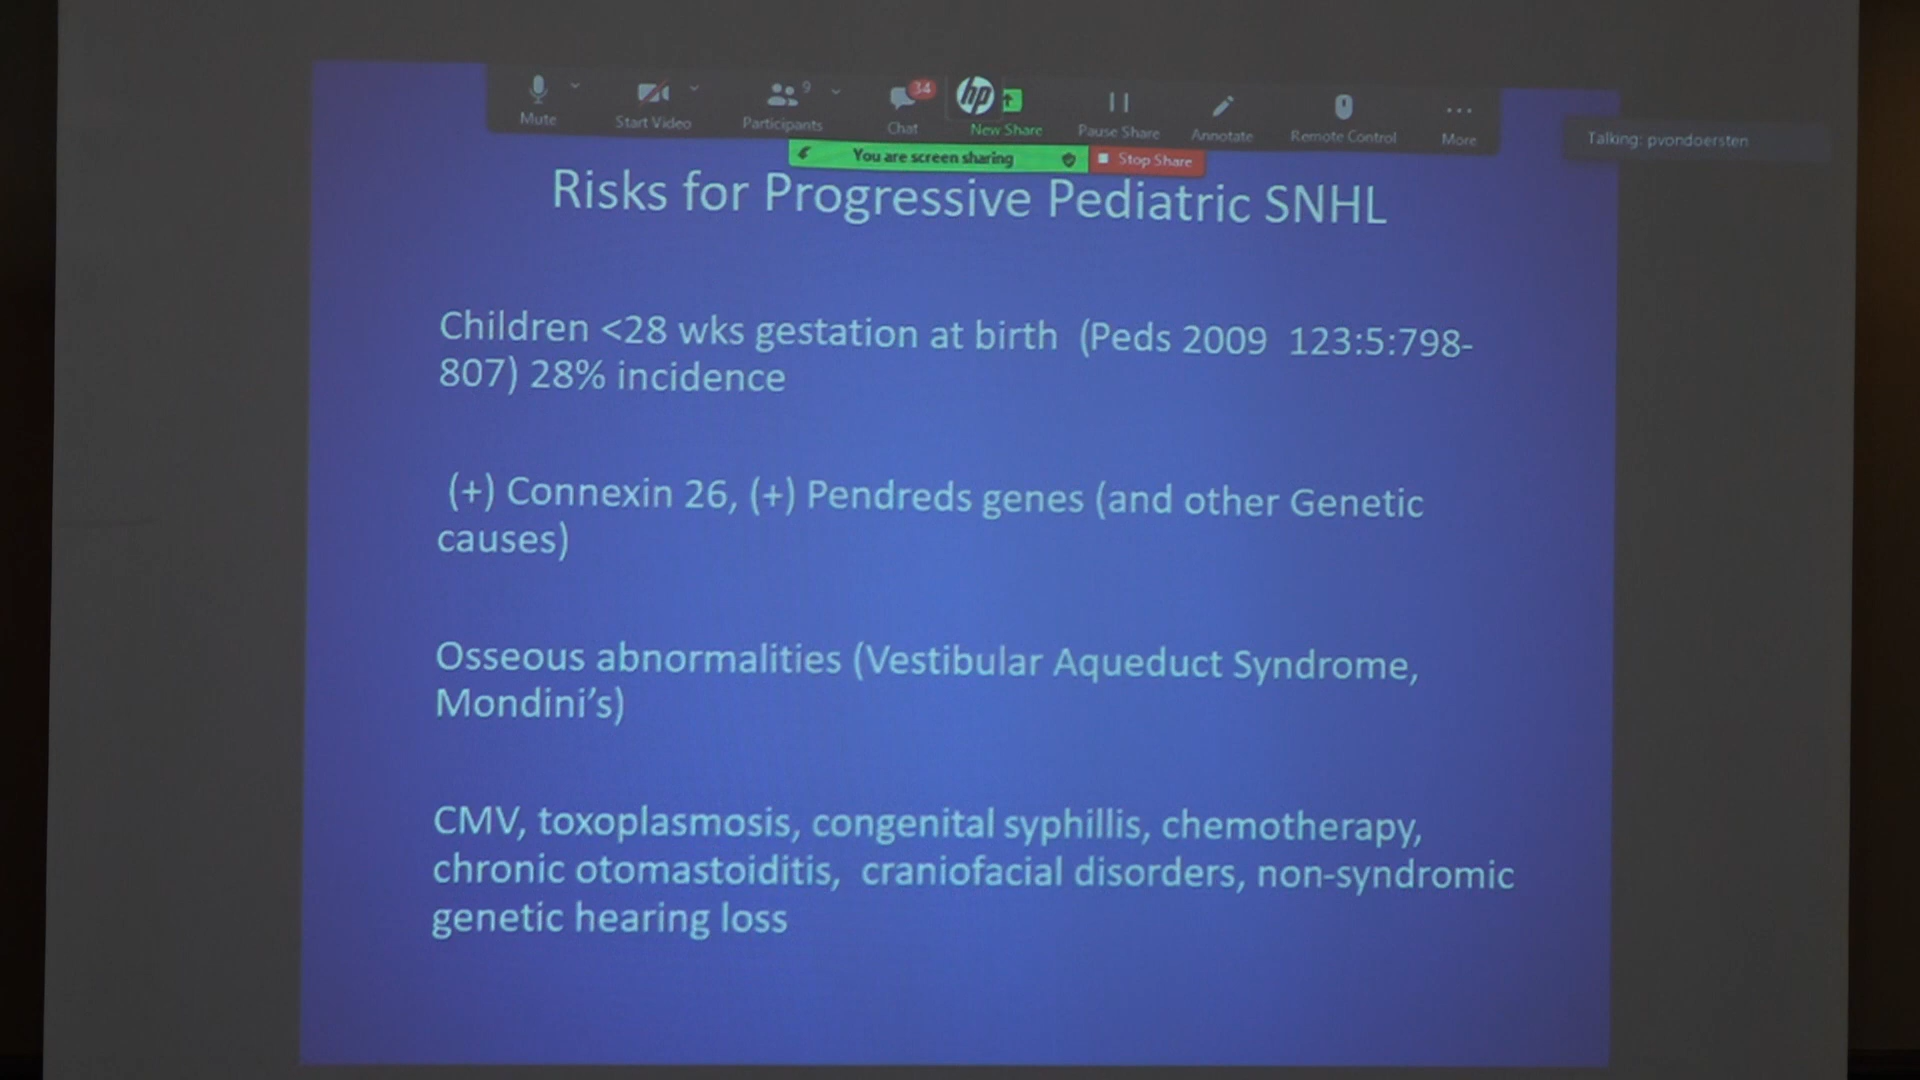 9
34
hp
Mute
Start Video
Participants
Chat
New Share
Pause Share
Annotate
Remote Control
More
Talking: pvondoersten
You are screen sharing
Stop Share
Risks for Progressive Pediatric SNHL
Children <28 wks gestation at birth (Peds 2009 123:5:798-
807) 28% incidence
(+) Connexin 26, (+) Pendreds genes (and other Genetic
causes)
Osseous abnormalities (Vestibular Aqueduct Syndrome,
Mondini's)
CMV, toxoplasmosis, congenital syphillis, chemotherapy,
chronic otomastoiditis, craniofacial disorders, non-syndromic
genetic hearing loss